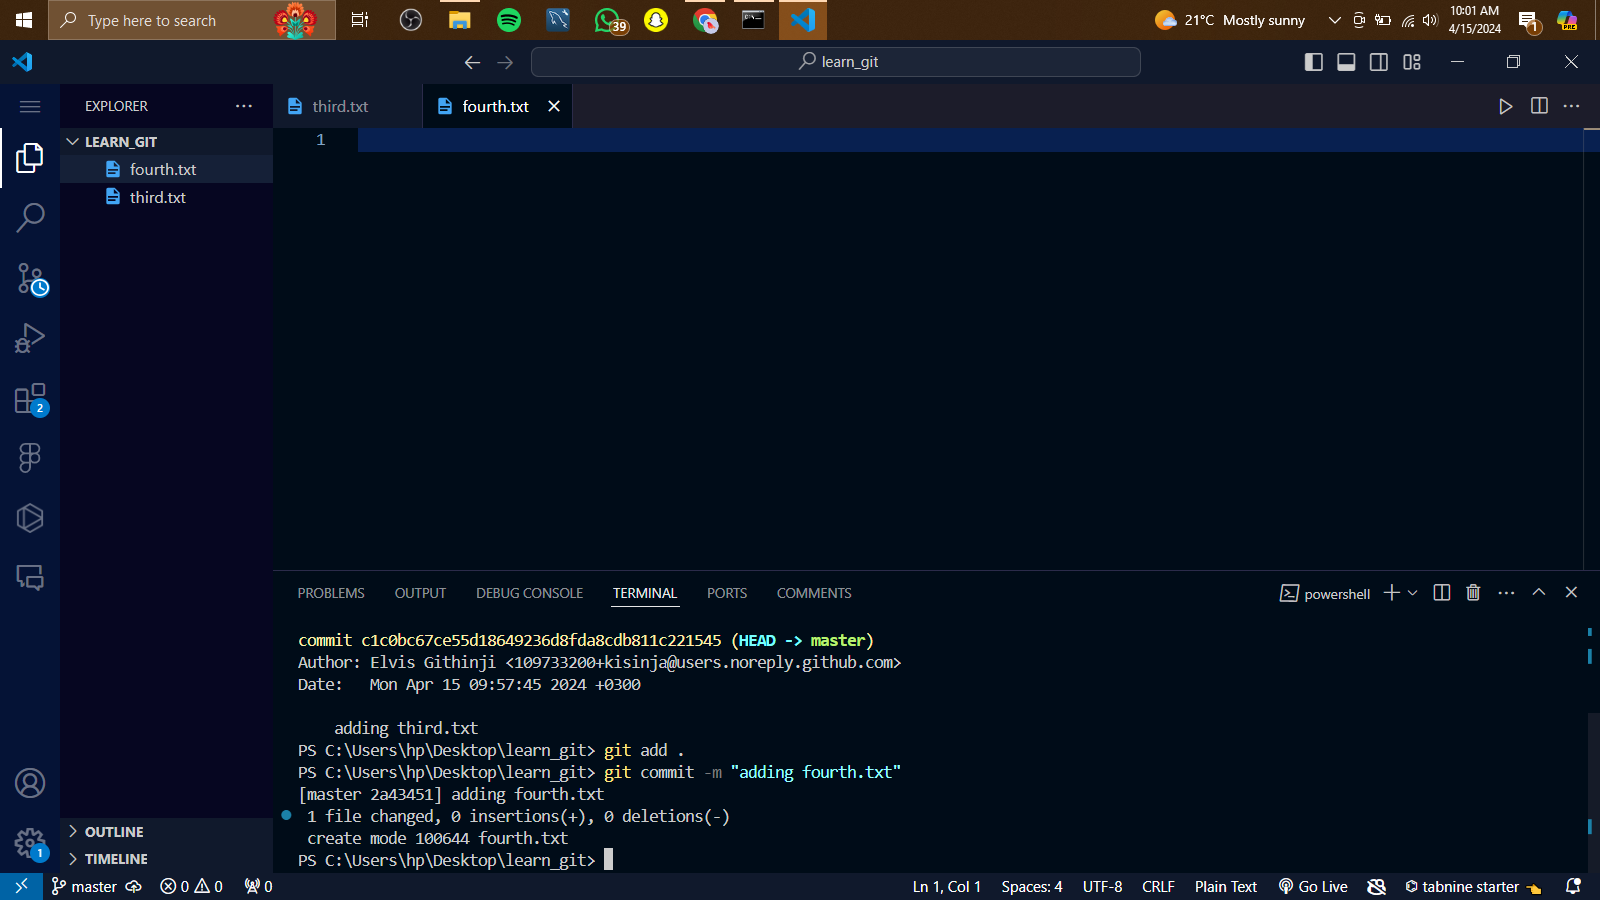 Type here to search
39
21°C Mostly sunny
10:01 AM
4/15/2024
1
PRE
learn_git
EXPLORER
third.txt
fourth.txt
LEARN_GIT
fourth.txt
third.txt
1
2
OUTLINE
TIMELINE
1
PROBLEMS
OUTPUT
DEBUG CONSOLE
TERMINAL
PORTS
COMMENTS
powershell
commit c1c0bc67ce55d18649236d8fda8cdb811c221545 (HEAD -> master)
Author: Elvis Githinji <109733200+kisinja@users.noreply.github.com>
Date:   Mon Apr 15 09:57:45 2024 +0300
adding third.txt
PS C:\Users\hp\Desktop\learn_git> git add .
PS C:\Users\hp\Desktop\learn_git> git commit -m "adding fourth.txt"
[master 2a43451] adding fourth.txt
1 file changed, 0 insertions(+), 0 deletions(-)
create mode 100644 fourth.txt
PS C:\Users\hp\Desktop\learn_git>
master
0
0
0
Ln 1, Col 1
Spaces: 4
UTF-8
CRLF
Plain Text
Go Live
tabnine starter